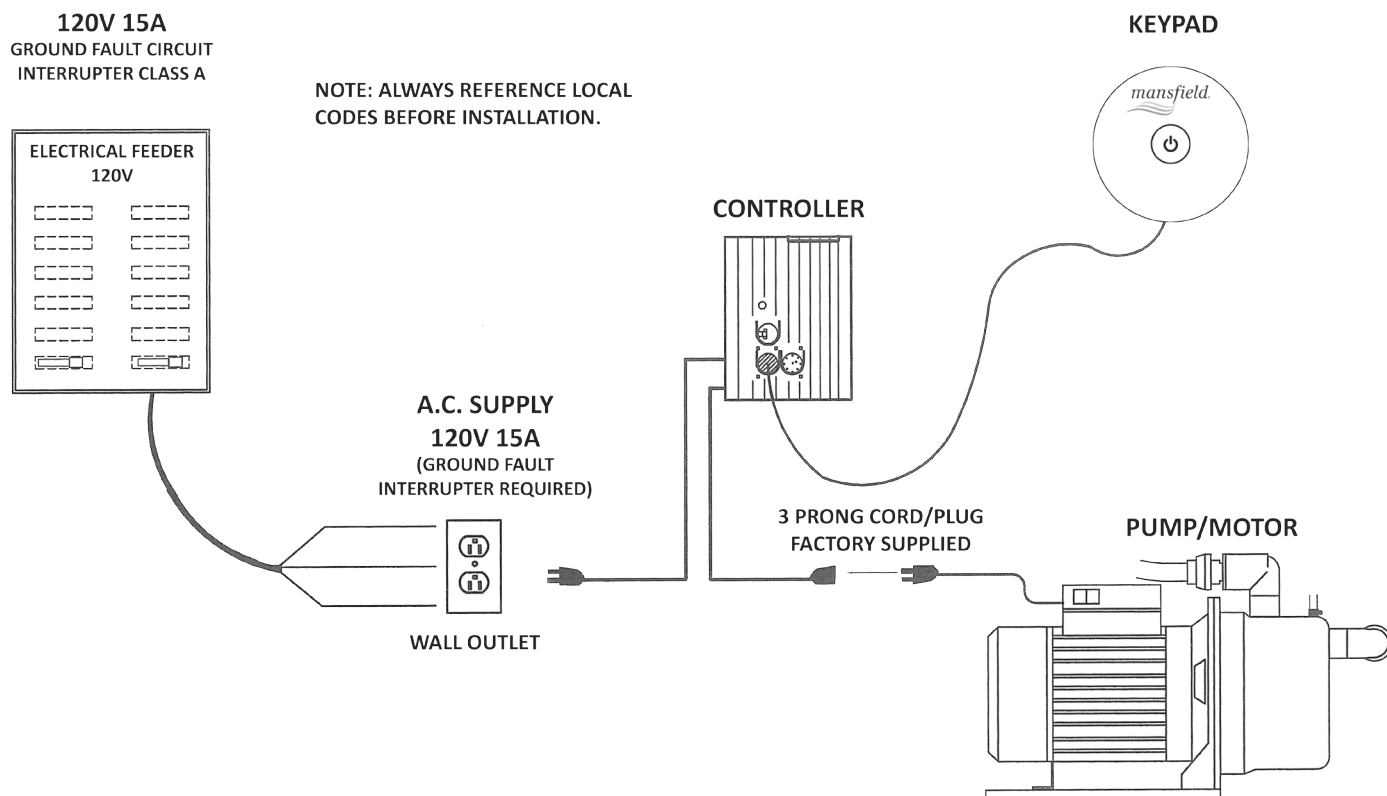 120V 15A
GROUND FAULT CIRCUIT
INTERRUPTER CLASS A
NOTE: ALWAYS REFERENCE LOCAL
CODES BEFORE INSTALLATION.
KEYPAD
mansfield.
ELECTRICAL FEEDER
120V
CONTROLLER
A.C. SUPPLY
120V 15A
(GROUND FAULT
INTERRUPTER REQUIRED)
WALL OUTLET
3 PRONG CORD/PLUG
FACTORY SUPPLIED
PUMP/MOTOR